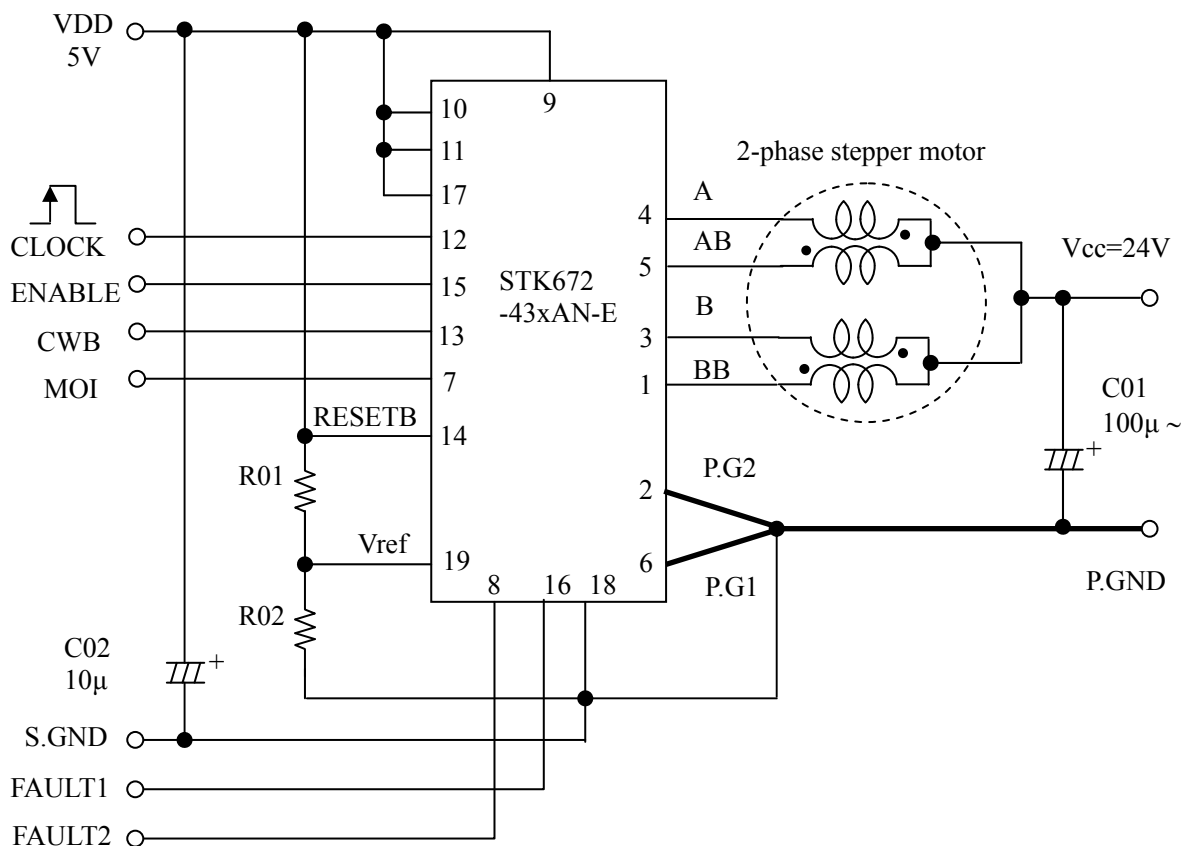 VDD
5V
9
10
11
17
2-phase stepper motor
A
4
CLOCK
12
AB
5
Vcc=24V
ENABLE
15
STK672
-43xAN-E
B
CWB
13
3
MOI
7
BB
1
C01
100μ ~
+
RESETB
14
R01
P.G2
2
Vref
19
6
P.G1
P.GND
8
16
18
R02
C02
10μ
+
S.GND
FAULT1
FAULT2